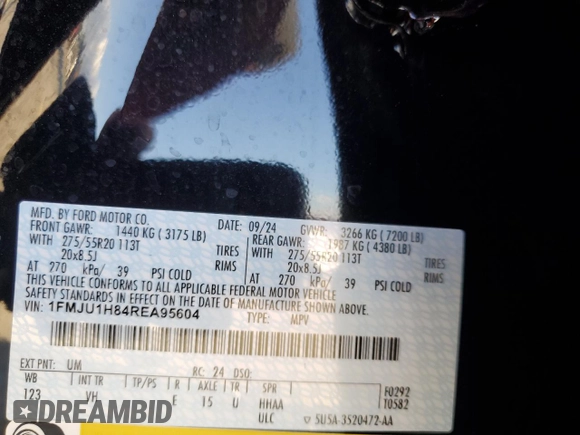 MFD. BY FORD MOTOR CO. 09/24 GVWR: 3266 KG ( 7200 LB)
FRONT GAWR: 1440 KG ( 3175 LB) REAR GAWR: 1987 KG ( 4380 LB)
WITH 275/55R20 113T TIRES WITH 275/55R20 113T TIRES
20x8.5J RIMS 20x8.5J RIMS
AT 270 kPa/ 39 PSI COLD AT 270 kPa/ 39 PSI COLD
THIS VEHICLE CONFORMS TO ALL APPLICABLE FEDERAL MOTOR VEHICLE
SAFETY STANDARDS IN EFFECT ON THE DATE OF MANUFACTURE SHOWN ABOVE.
VIN: 1FMJU1H84REA95604 TYPE: MPV
EXT PNT: UM RC: 24 DSO:
WB INT TR TP/PS R AXLE TR SPR F0292
123 VH E 15 U HHAA T0582
ULC SU5A-3520472-AA
DREAMBID